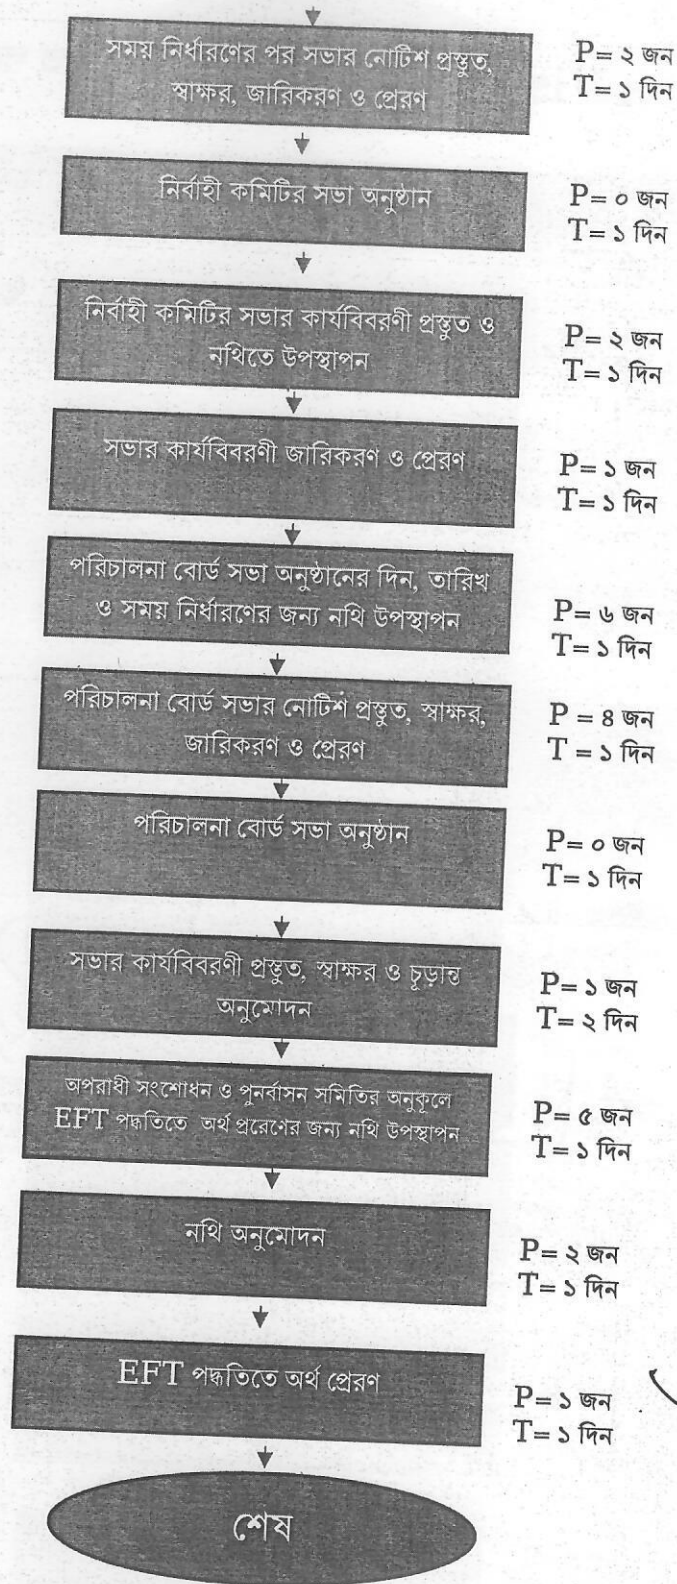 সময় নির্ধারণের পর সভার নোটিশ প্রস্তুত,
স্বাক্ষর, জারিকরণ ও প্রেরণ
P= ২ জন
T= ১ দিন
নির্বাহী কমিটির সভা অনুষ্ঠান
P= ০ জন
T= ১ দিন
নির্বাহী কমিটির সভার কার্যবিবরণী প্রস্তুত ও
নথিতে উপস্থাপন
P= ২ জন
T= ১ দিন
সভার কার্যবিবরণী জারিকরণ ও প্রেরণ
P= ১ জন
T= ১ দিন
পরিচালনা বোর্ড সভা অনুষ্ঠানের দিন, তারিখ
ও সময় নির্ধারণের জন্য নথি উপস্থাপন
P= ৬ জন
T= ১ দিন
পরিচালনা বোর্ড সভার নোটিশ প্রস্তুত, স্বাক্ষর,
জারিকরণ ও প্রেরণ
P = ৪ জন
T = ১ দিন
পরিচালনা বোর্ড সভা অনুষ্ঠান
P= ০ জন
T= ১ দিন
সভার কার্যবিবরণী প্রস্তুত, স্বাক্ষর ও চূড়ান্ত
অনুমোদন
P= ১ জন
T= ২ দিন
অপরাধী সংশোধন ও পুনর্বাসন সমিতির অনুকূলে
EFT পদ্ধতিতে অর্থ প্ররেণের জন্য নথি উপস্থাপন
P= ৫ জন
T= ১ দিন
নথি অনুমোদন
P= ২ জন
T= ১ দিন
EFT পদ্ধতিতে অর্থ প্রেরণ
P= ১ জন
T= ১ দিন
শেষ